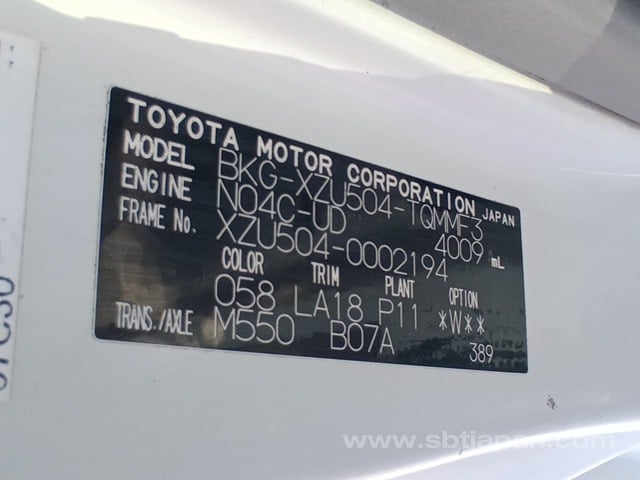 TOYOTA MOTOR CORPORATION JAPAN
MODEL BKG-XZU504-TQMMF3
ENGINE N04C-UD 4009 mL
FRAME No. XZU504-0002194
COLOR TRIM PLANT OPTION
058 LA18 P11 *W**
TRANS./AXLE M550 B07A 389
www.sbtjapan.com